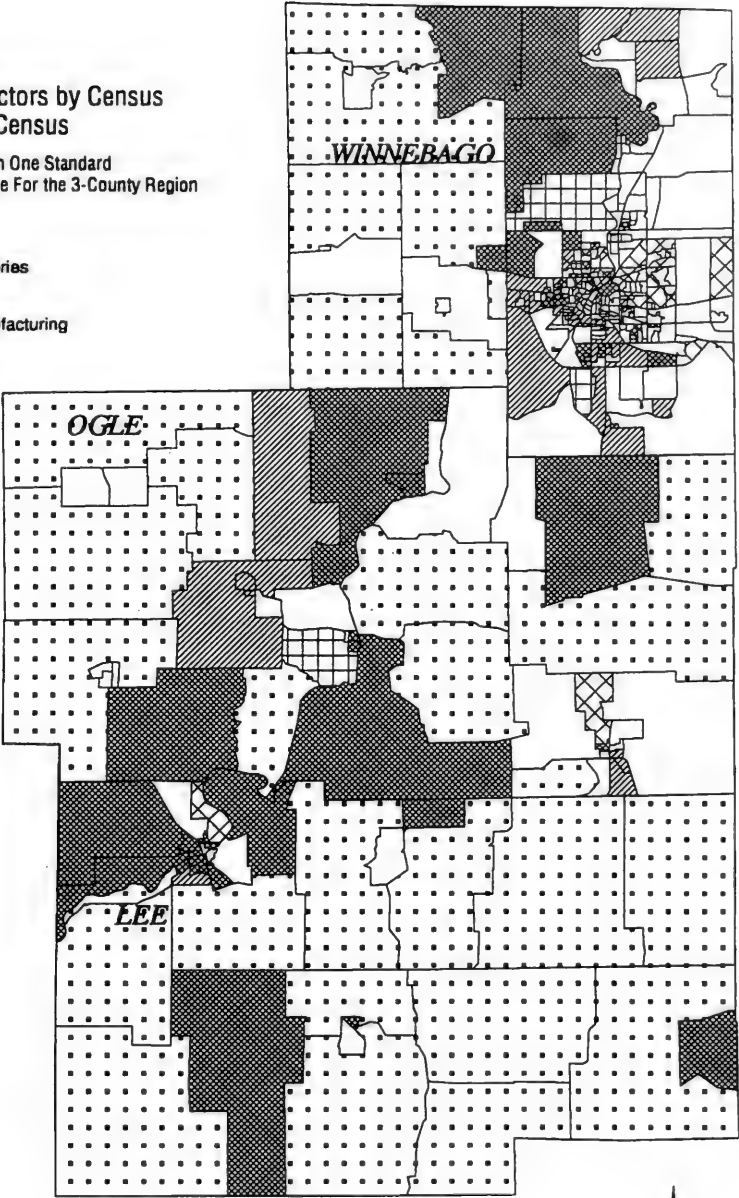 ctors by Census
Census
n One Standard
e For the 3-County Region
ries
facturing
WINNEBAGO
OGLE
LEE